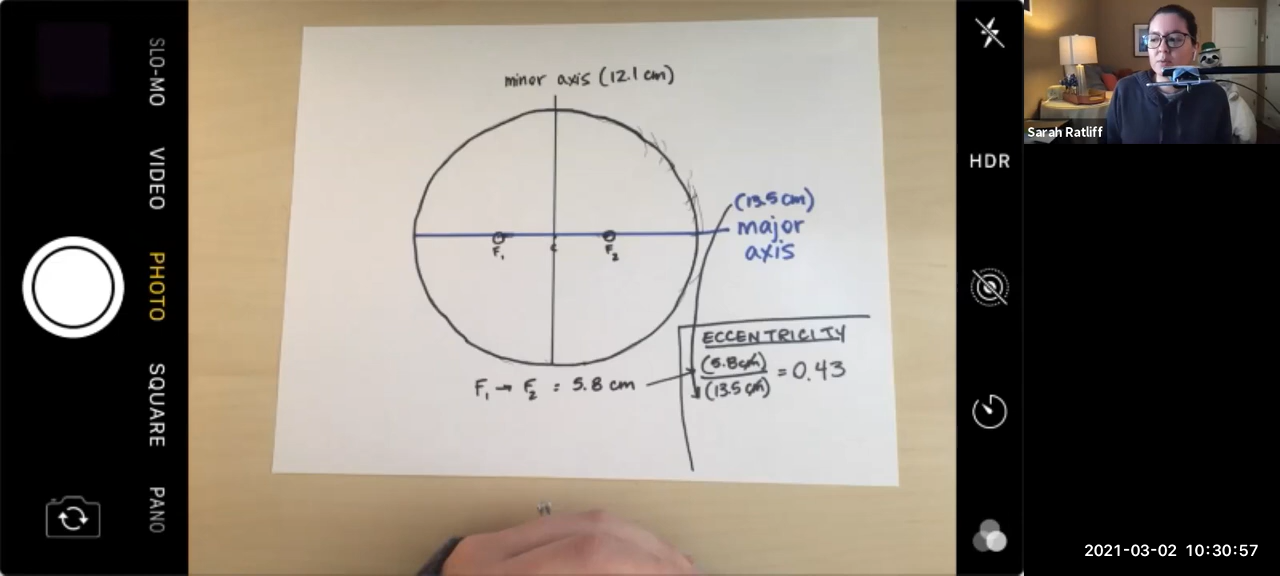 SLO-MO
VIDEO
PHOTO
SQUARE
PANO
HDR
minor axis (12.1 cm)
(13.5 cm)
major
axis
F₁
c
F₂
F₁ → F₂ = 5.8 cm
ECCENTRICITY
(5.8cm)
(13.5 cm)
= 0.43
Sarah Ratliff
2021-03-02 10:30:57